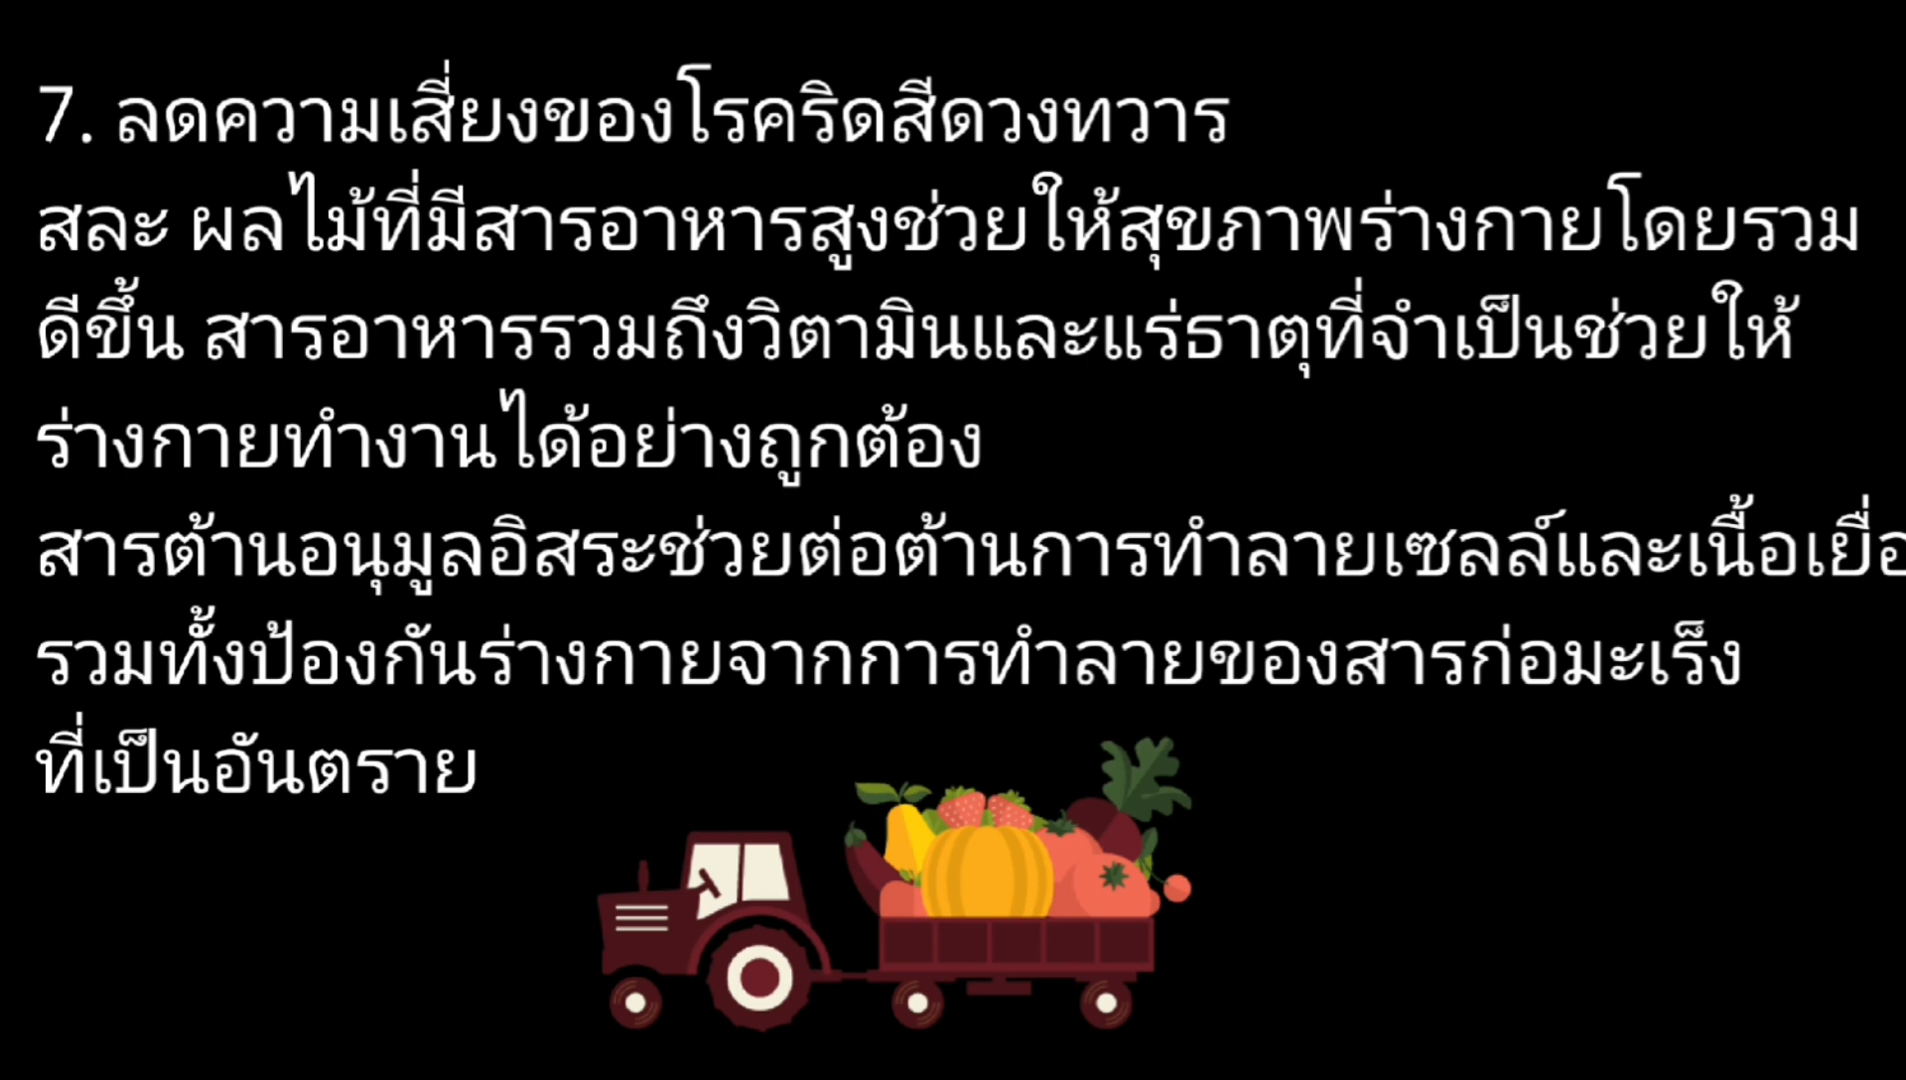 7. ลดความเสี่ยงของโรคริดสีดวงทวาร
สละ ผลไม้ที่มีสารอาหารสูงช่วยให้สุขภาพร่างกายโดยรวม
ดีขึ้น สารอาหารรวมถึงวิตามินและแร่ธาตุที่จำเป็นช่วยให้
ร่างกายทำงานได้อย่างถูกต้อง
สารต้านอนุมูลอิสระช่วยต่อต้านการทำลายเซลล์และเนื้อเยื่อ
รวมทั้งป้องกันร่างกายจากการทำลายของสารก่อมะเร็ง
ที่เป็นอันตราย